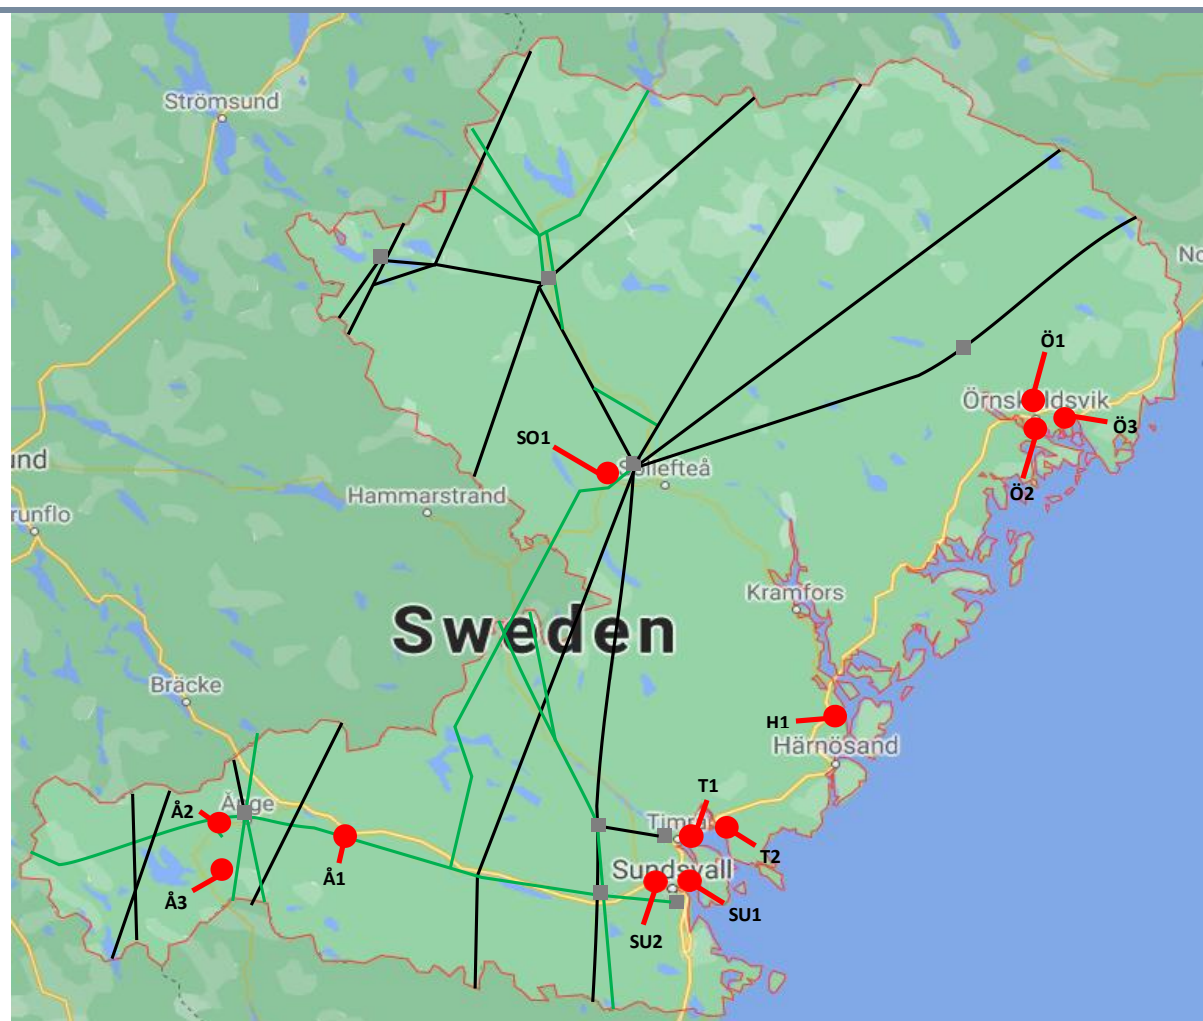 Strömsund
No
Ö1
Örnsköldsvik
Ö3
SO1
Sollefteå
und
Hammarstrand
Ö2
runflo
Kramfors
Sweden
Bräcke
H1
Härnösand
T1
Å2
Ånge
Timrå
T2
Å1
Sundsvall
Å3
SU1
SU2